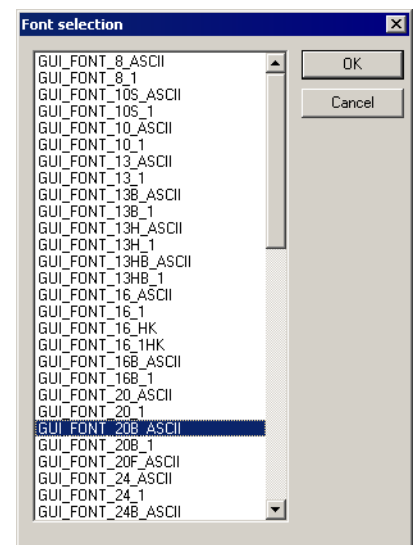 Font selection
GUI_FONT_8_ASCII
GUI_FONT_8_1
GUI_FONT_10S_ASCII
GUI_FONT_10S_1
GUI_FONT_10_ASCII
GUI_FONT_10_1
GUI_FONT_13_ASCII
GUI_FONT_13_1
GUI_FONT_13B_ASCII
GUI_FONT_13B_1
GUI_FONT_13H_ASCII
GUI_FONT_13H_1
GUI_FONT_13HB_ASCII
GUI_FONT_13HB_1
GUI_FONT_16_ASCII
GUI_FONT_16_1
GUI_FONT_16_HK
GUI_FONT_16_1HK
GUI_FONT_16B_ASCII
GUI_FONT_16B_1
GUI_FONT_20_ASCII
GUI_FONT_20_1
GUI_FONT_20B_ASCII
GUI_FONT_20B_1
GUI_FONT_20F_ASCII
GUI_FONT_24_ASCII
GUI_FONT_24_1
GUI_FONT_24B_ASCII
OK
Cancel